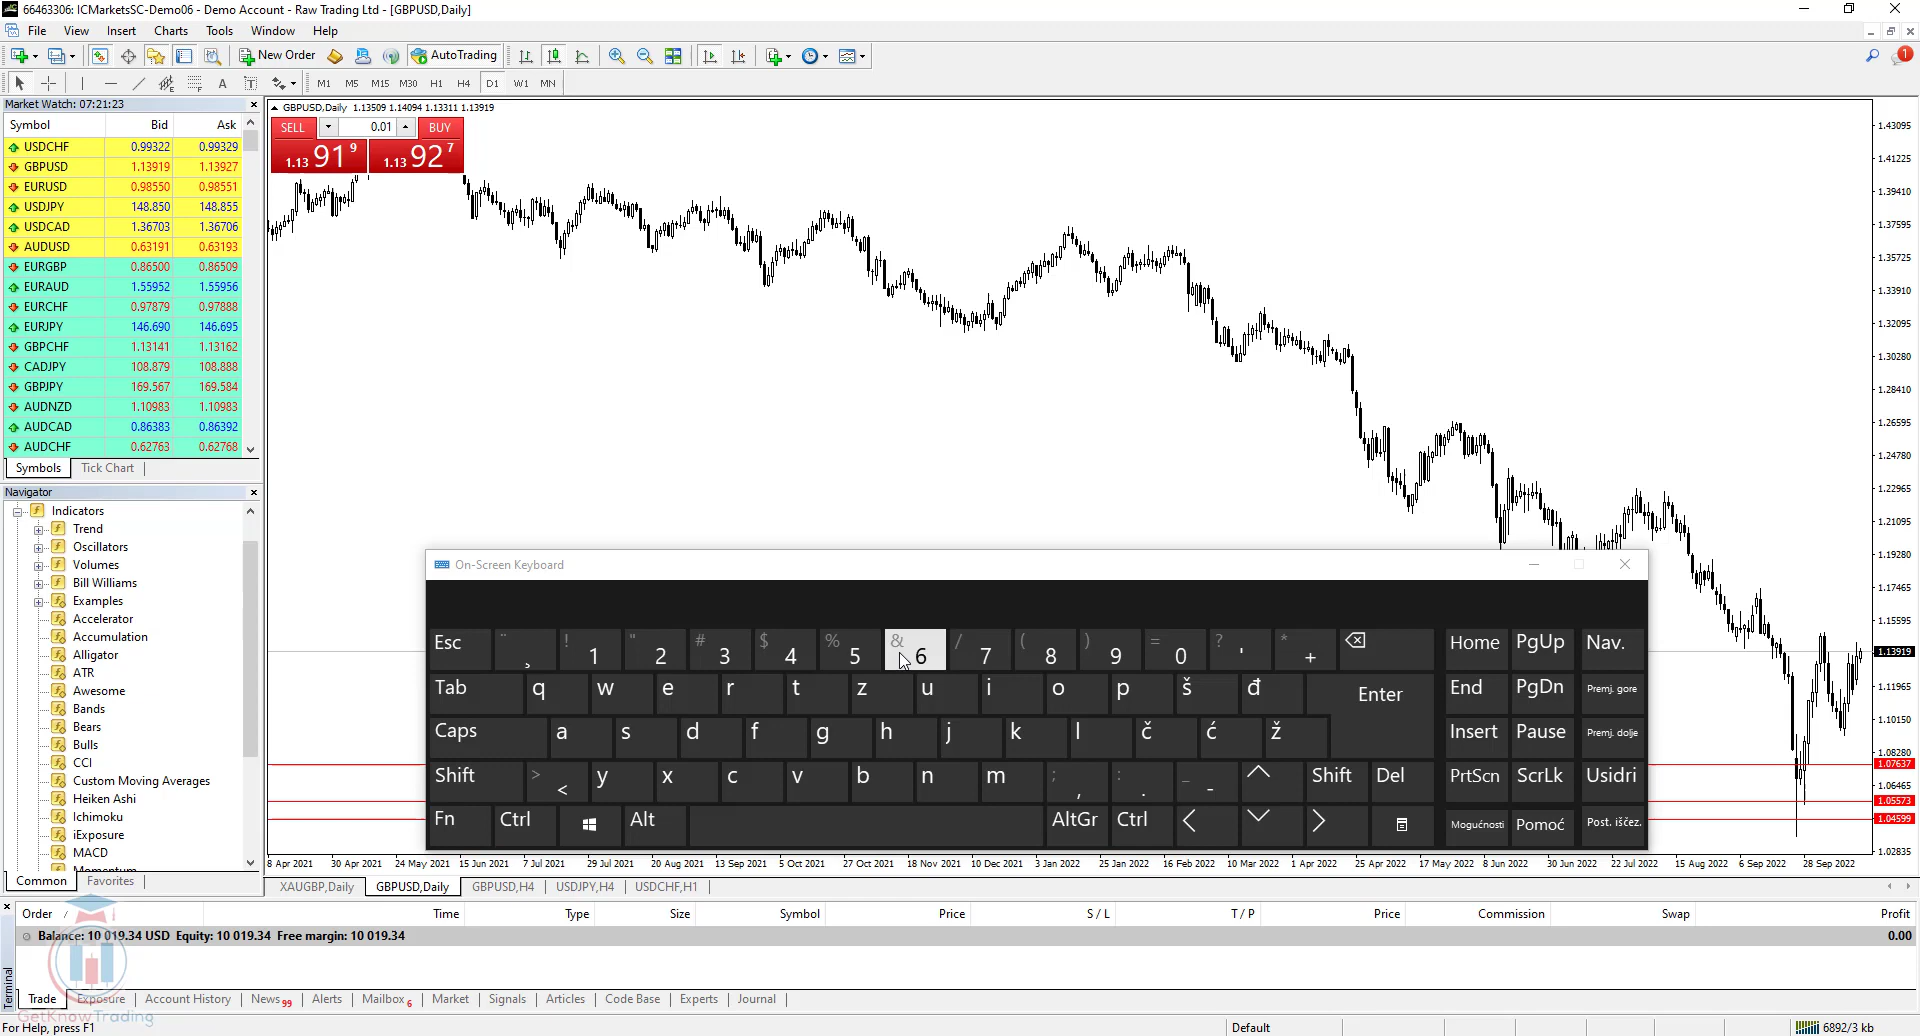 66463306: ICMarketsSC-Demo06 - Demo Account - Raw Trading Ltd - [GBPUSD,Daily]
File View Insert Charts Tools Window Help
New Order AutoTrading
A T M1 M5 M15 M30 H1 H4 D1 W1 MN
1
Market Watch: 07:21:23
Symbol Bid Ask
USDCHF 0.99322 0.99329
GBPUSD 1.13919 1.13927
EURUSD 0.98550 0.98551
USDJPY 148.850 148.855
USDCAD 1.36703 1.36706
AUDUSD 0.63191 0.63193
EURGBP 0.86500 0.86509
EURAUD 1.55952 1.55956
EURCHF 0.97879 0.97888
EURJPY 146.690 146.695
GBPCHF 1.13141 1.13162
CADJPY 108.879 108.888
GBPJPY 169.567 169.584
AUDNZD 1.10983 1.10983
AUDCAD 0.86383 0.86392
AUDCHF 0.62763 0.62768
Symbols Tick Chart
Navigator
Indicators
Trend
Oscillators
Volumes
Bill Williams
Examples
Accelerator
Accumulation
Alligator
ATR
Awesome
Bands
Bears
Bulls
CCI
Custom Moving Averages
Heiken Ashi
Ichimoku
iExposure
MACD
Momentum
Common Favorites
GBPUSD,Daily 1.13509 1.14094 1.13311 1.13919
SELL 0.01 BUY
1.13 91 9 1.13 92 7
1.43095
1.41225
1.39410
1.37595
1.35725
1.33910
1.32095
1.30280
1.28410
1.26595
1.24780
1.22965
1.21095
1.19280
1.17465
1.15595
1.13919
1.11965
1.10150
1.08280
1.07637
1.06465
1.05573
1.04599
1.02835
On-Screen Keyboard
Esc ¨ ¸ ! 1 " 2 # 3 $ 4 % 5 & 6 / 7 ( 8 ) 9 = 0 ? ' * + Home PgUp Nav.
Tab q w e r t z u i o p š đ Enter End PgDn Premj. gore
Caps a s d f g h j k l č ć ž Insert Pause Premj. dolje
Shift > < y x c v b n m ; , : . _ - Shift Del PrtScn ScrLk Usidri
Fn Ctrl Alt AltGr Ctrl Mogućnosti Pomoć Post. iščez.
8 Apr 2021 30 Apr 2021 24 May 2021 15 Jun 2021 7 Jul 2021 29 Jul 2021 20 Aug 2021 13 Sep 2021 5 Oct 2021 27 Oct 2021 18 Nov 2021 10 Dec 2021 3 Jan 2022 25 Jan 2022 16 Feb 2022 10 Mar 2022 1 Apr 2022 25 Apr 2022 17 May 2022 8 Jun 2022 30 Jun 2022 22 Jul 2022 15 Aug 2022 6 Sep 2022 28 Sep 2022
XAUGBP,Daily GBPUSD,Daily GBPUSD,H4 USDJPY,H4 USDCHF,H1
Order / Time Type Size Symbol Price S / L T / P Price Commission Swap Profit
Balance: 10 019.34 USD Equity: 10 019.34 Free margin: 10 019.34 0.00
Terminal
Trade Exposure Account History News 99 Alerts Mailbox 6 Market Signals Articles Code Base Experts Journal
GetKnowTrading
For Help, press F1 Default 6892/3 kb